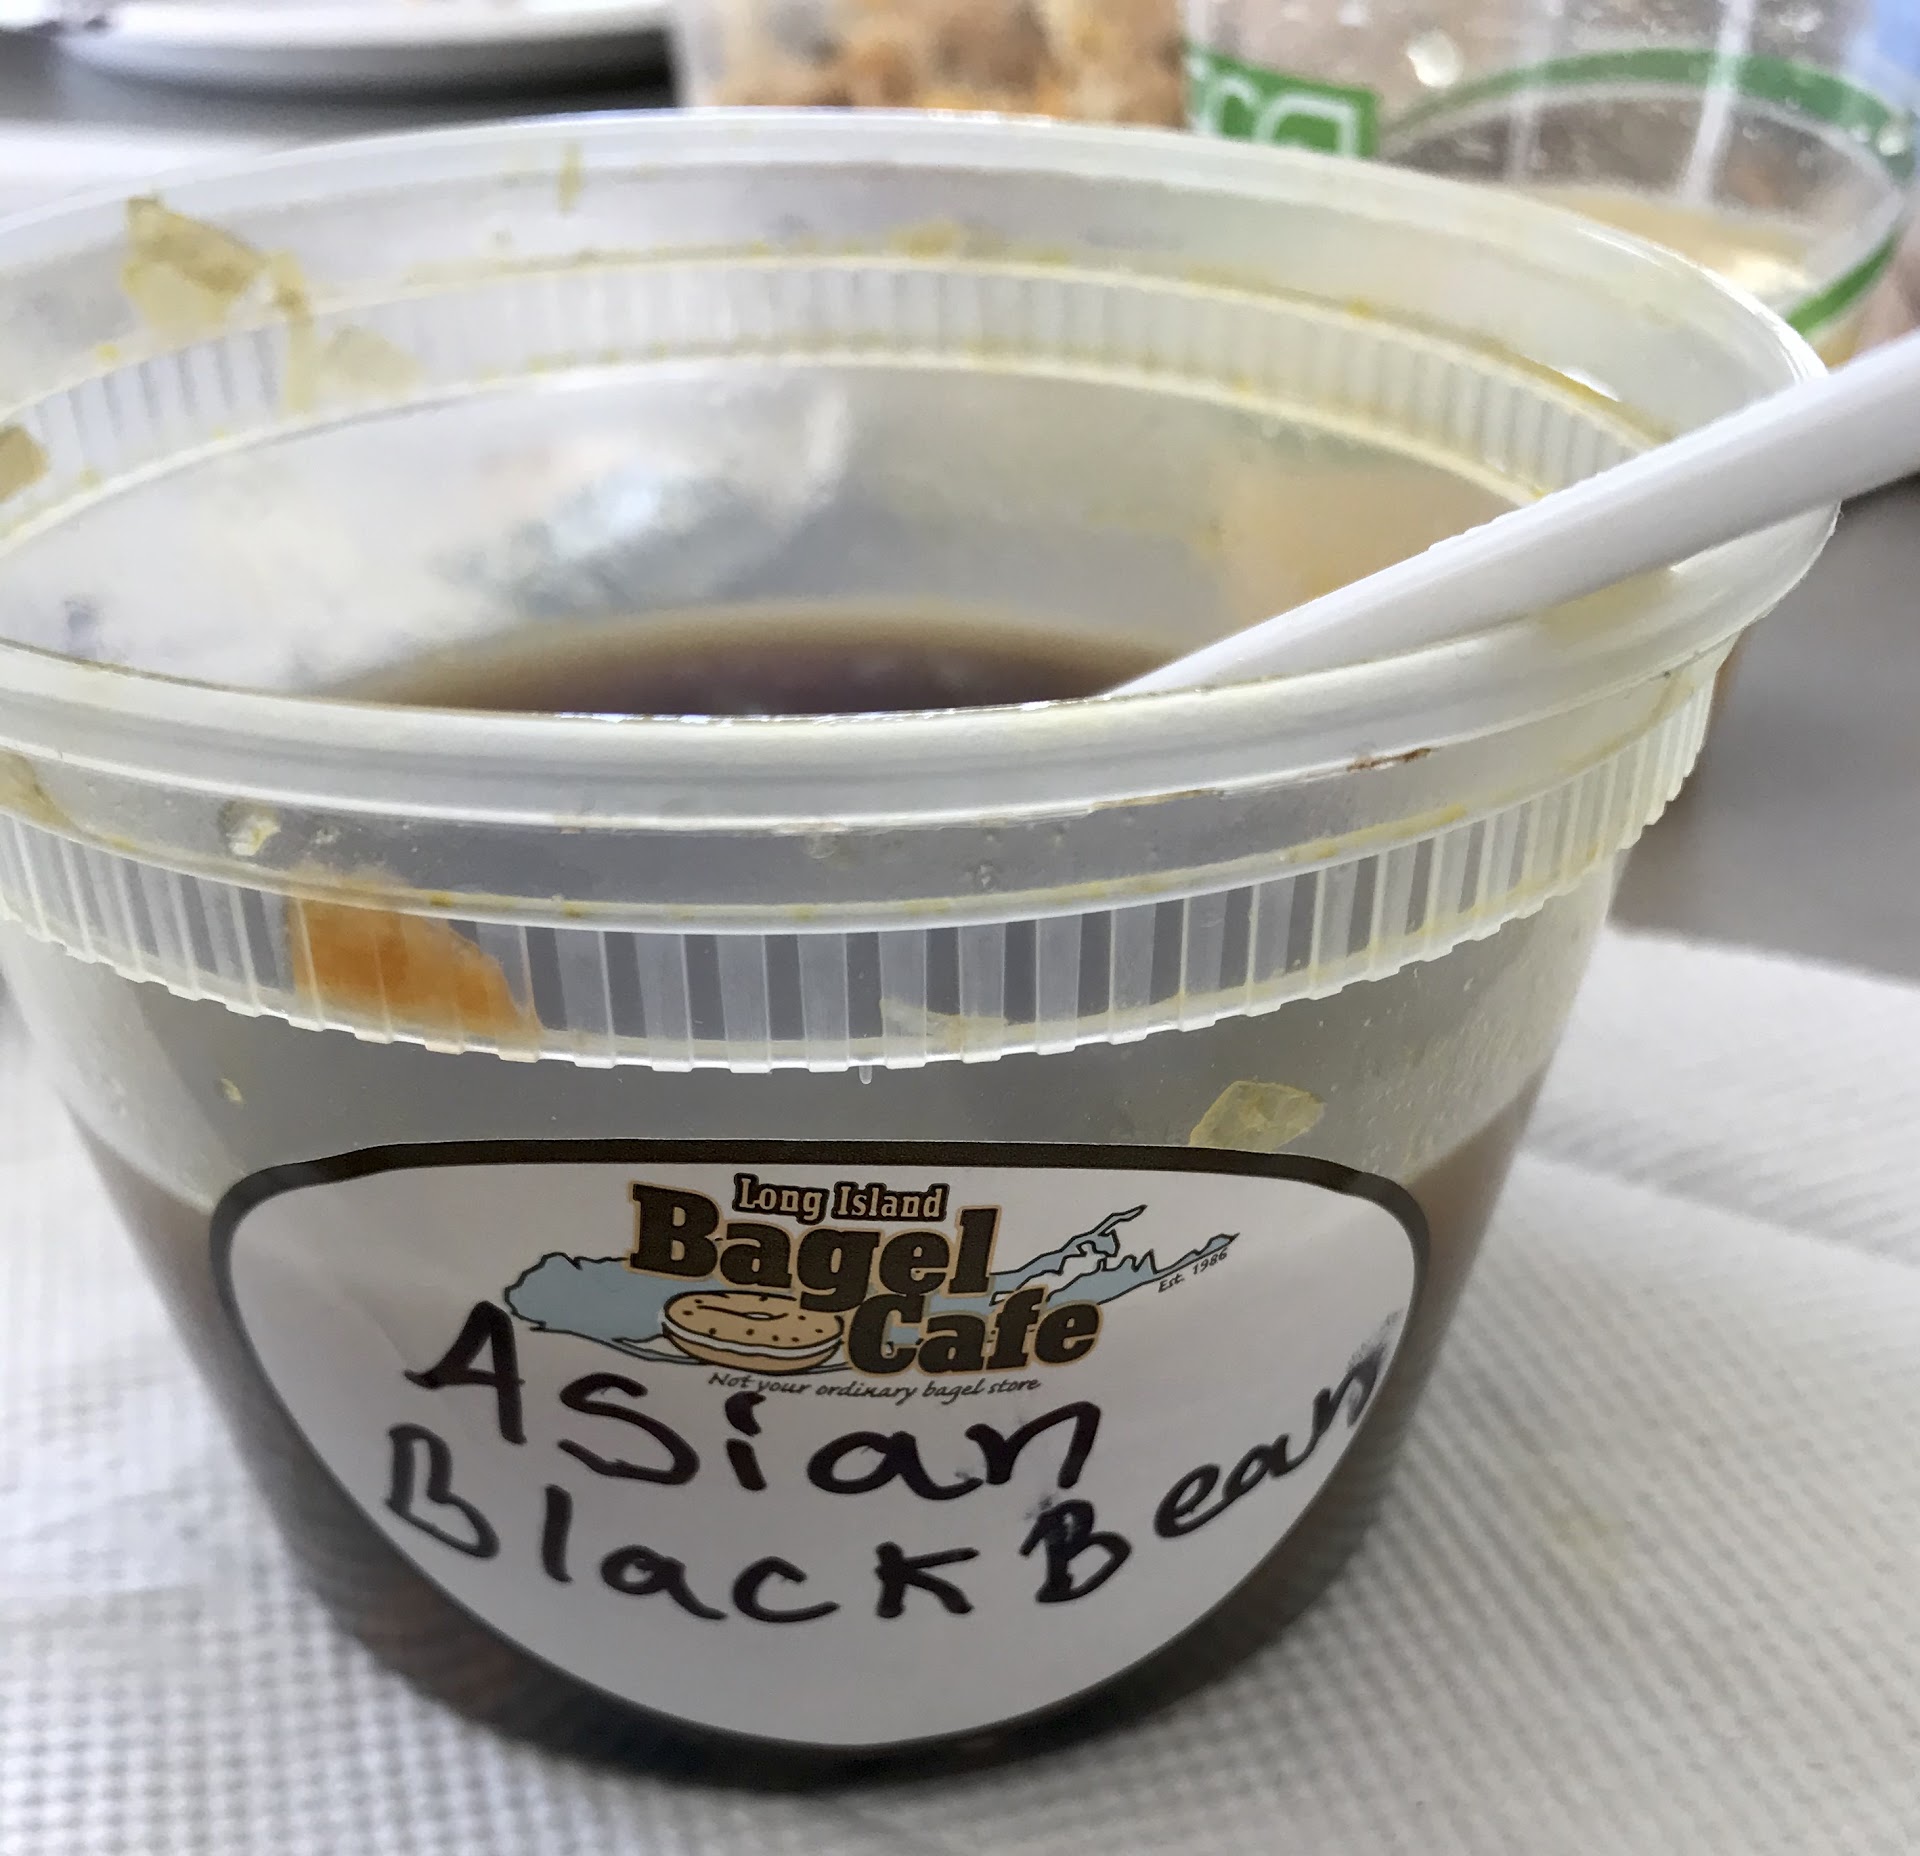 Long Island
Bagel
Cafe
Est. 1986
Not your ordinary bagel store
Asian
Black Bean